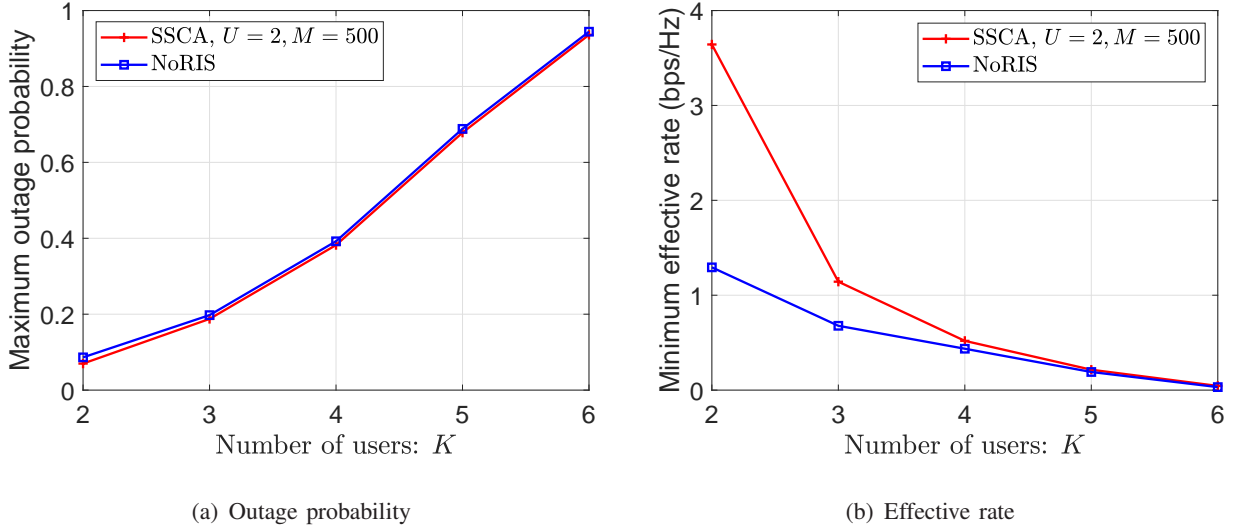 1
0.8
0.6
0.4
0.2
0
2
3
4
5
6
Maximum outage probability
Number of users: K
SSCA, U = 2, M = 500
NoRIS
(a) Outage probability
4
3
2
1
0
2
3
4
5
6
Minimum effective rate (bps/Hz)
Number of users: K
SSCA, U = 2, M = 500
NoRIS
(b) Effective rate